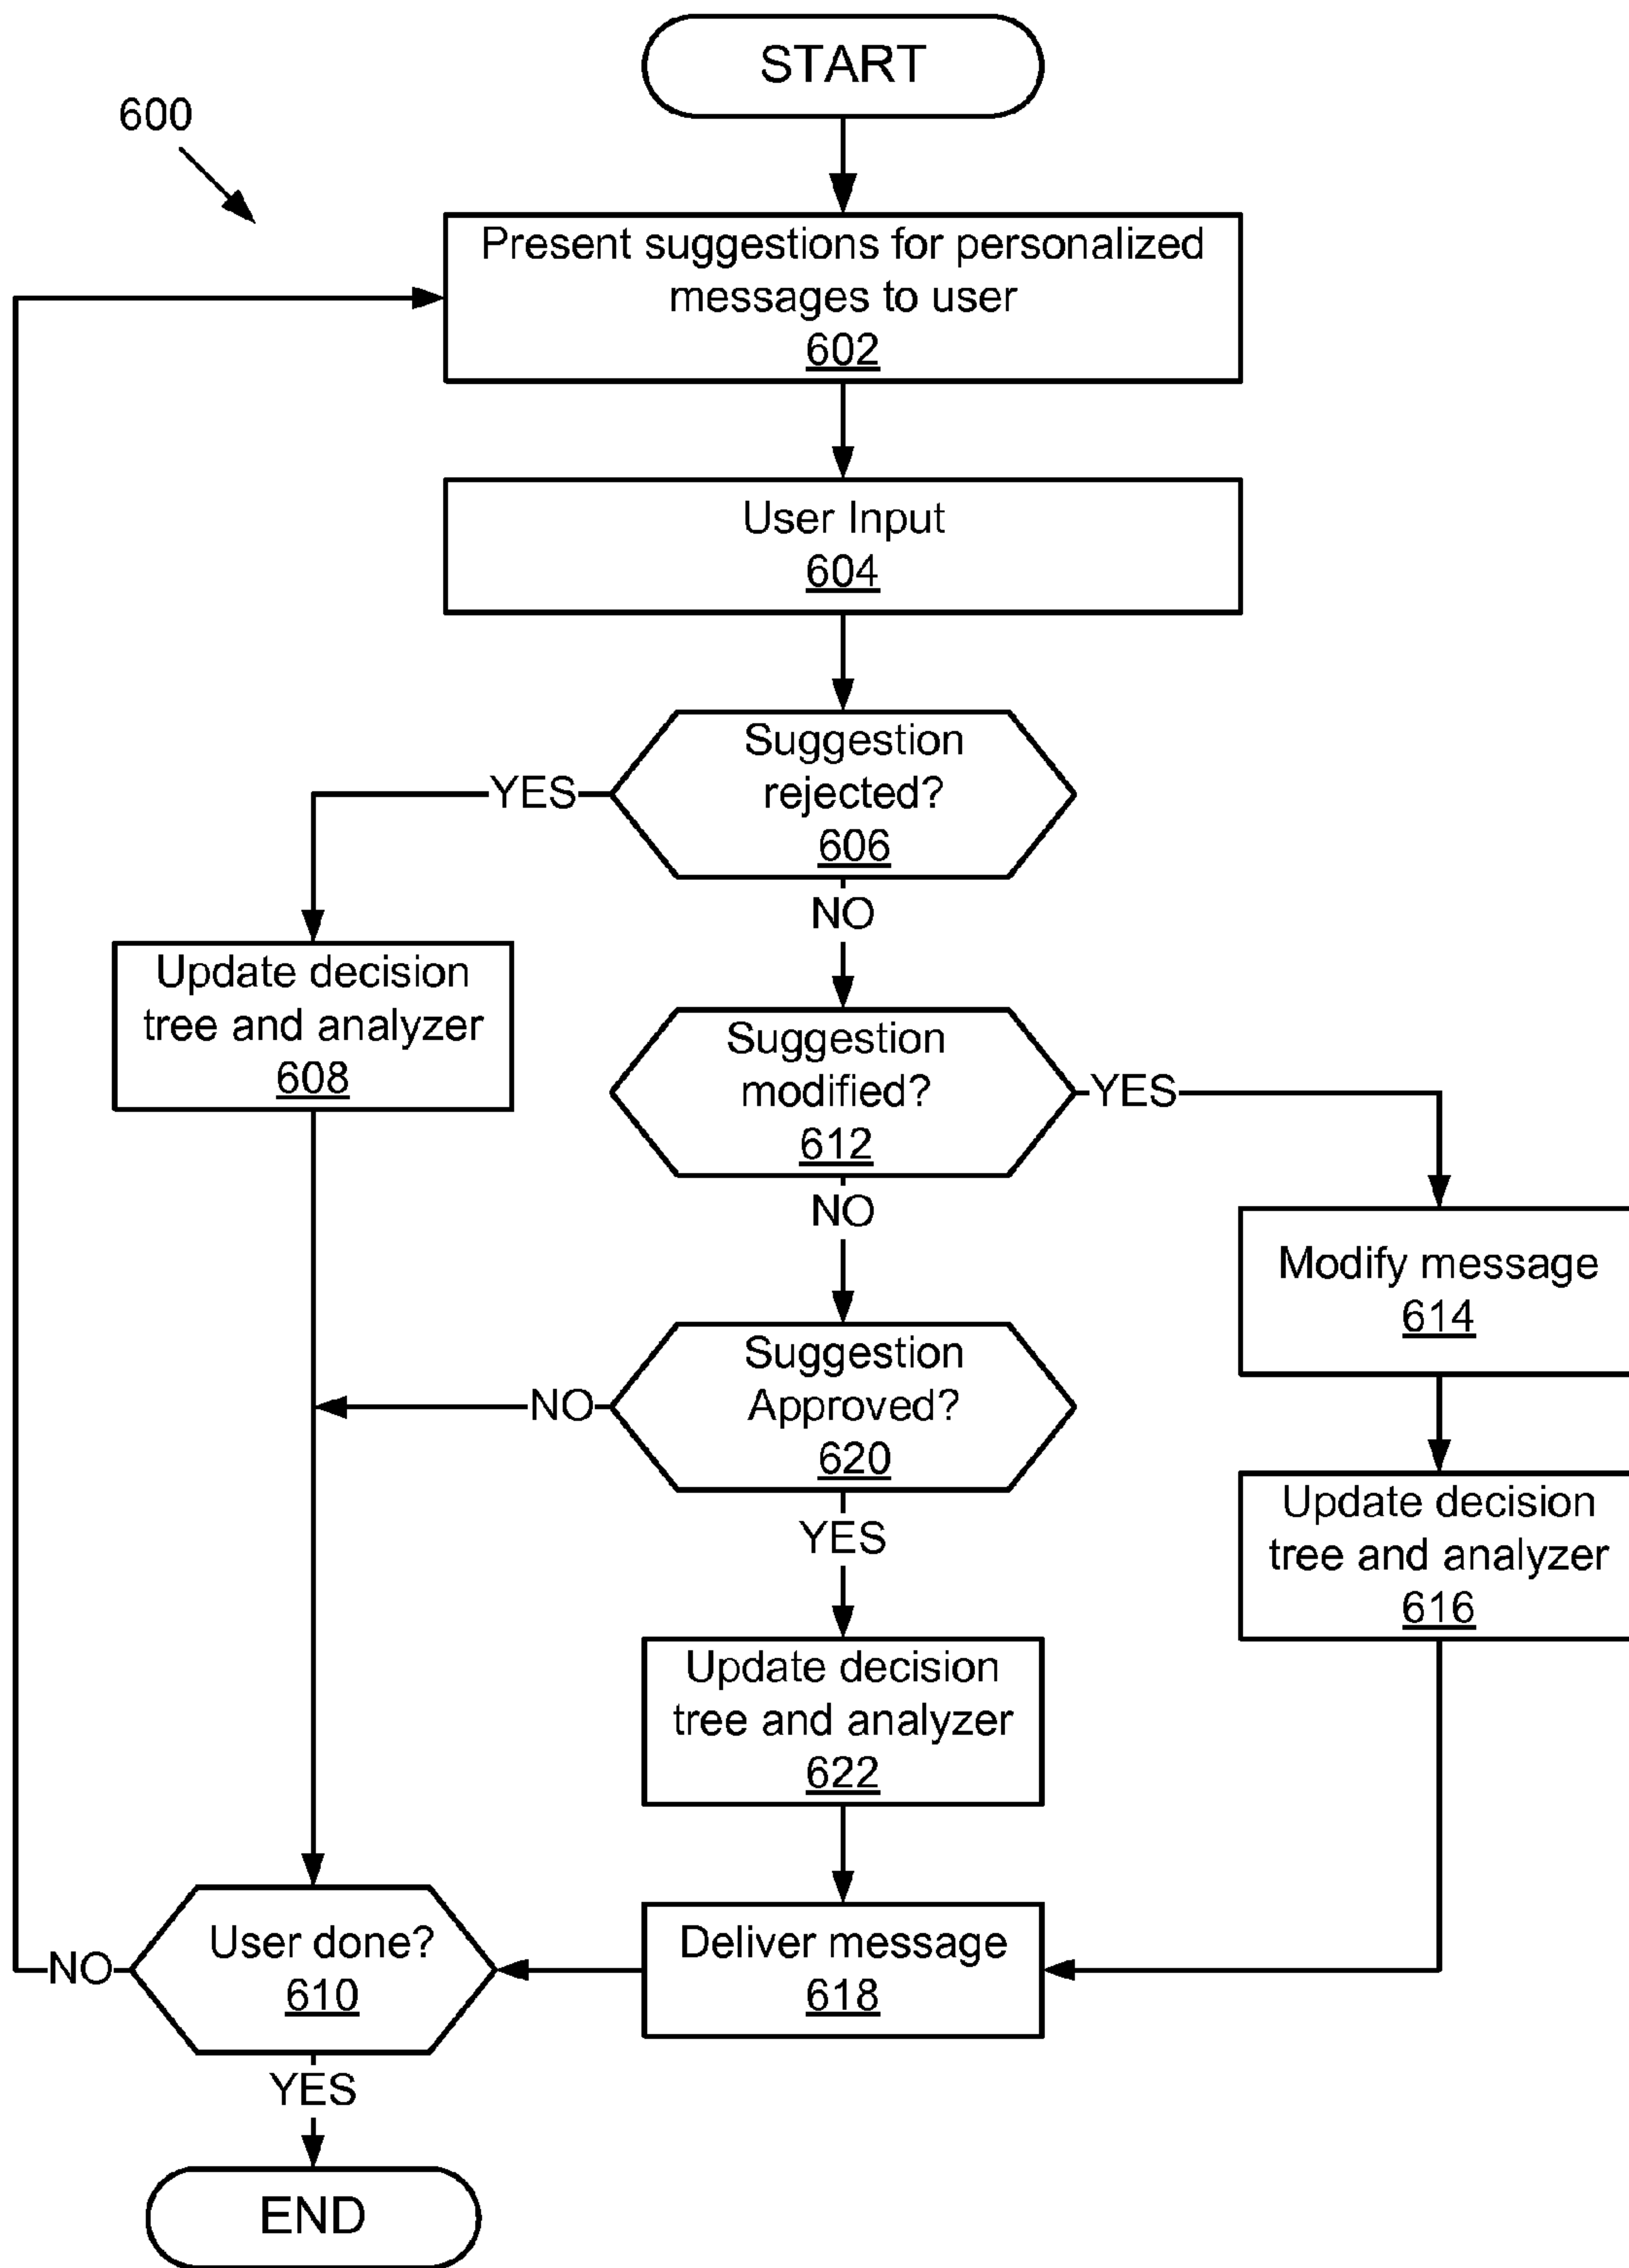 START
600
Present suggestions for personalized
messages to user
602
User Input
604
Suggestion
rejected?
606
YES
NO
Update decision
tree and analyzer
608
Suggestion
modified?
612
YES
NO
Modify message
614
Suggestion
Approved?
620
NO
YES
Update decision
tree and analyzer
616
Update decision
tree and analyzer
622
User done?
610
NO
YES
Deliver message
618
END